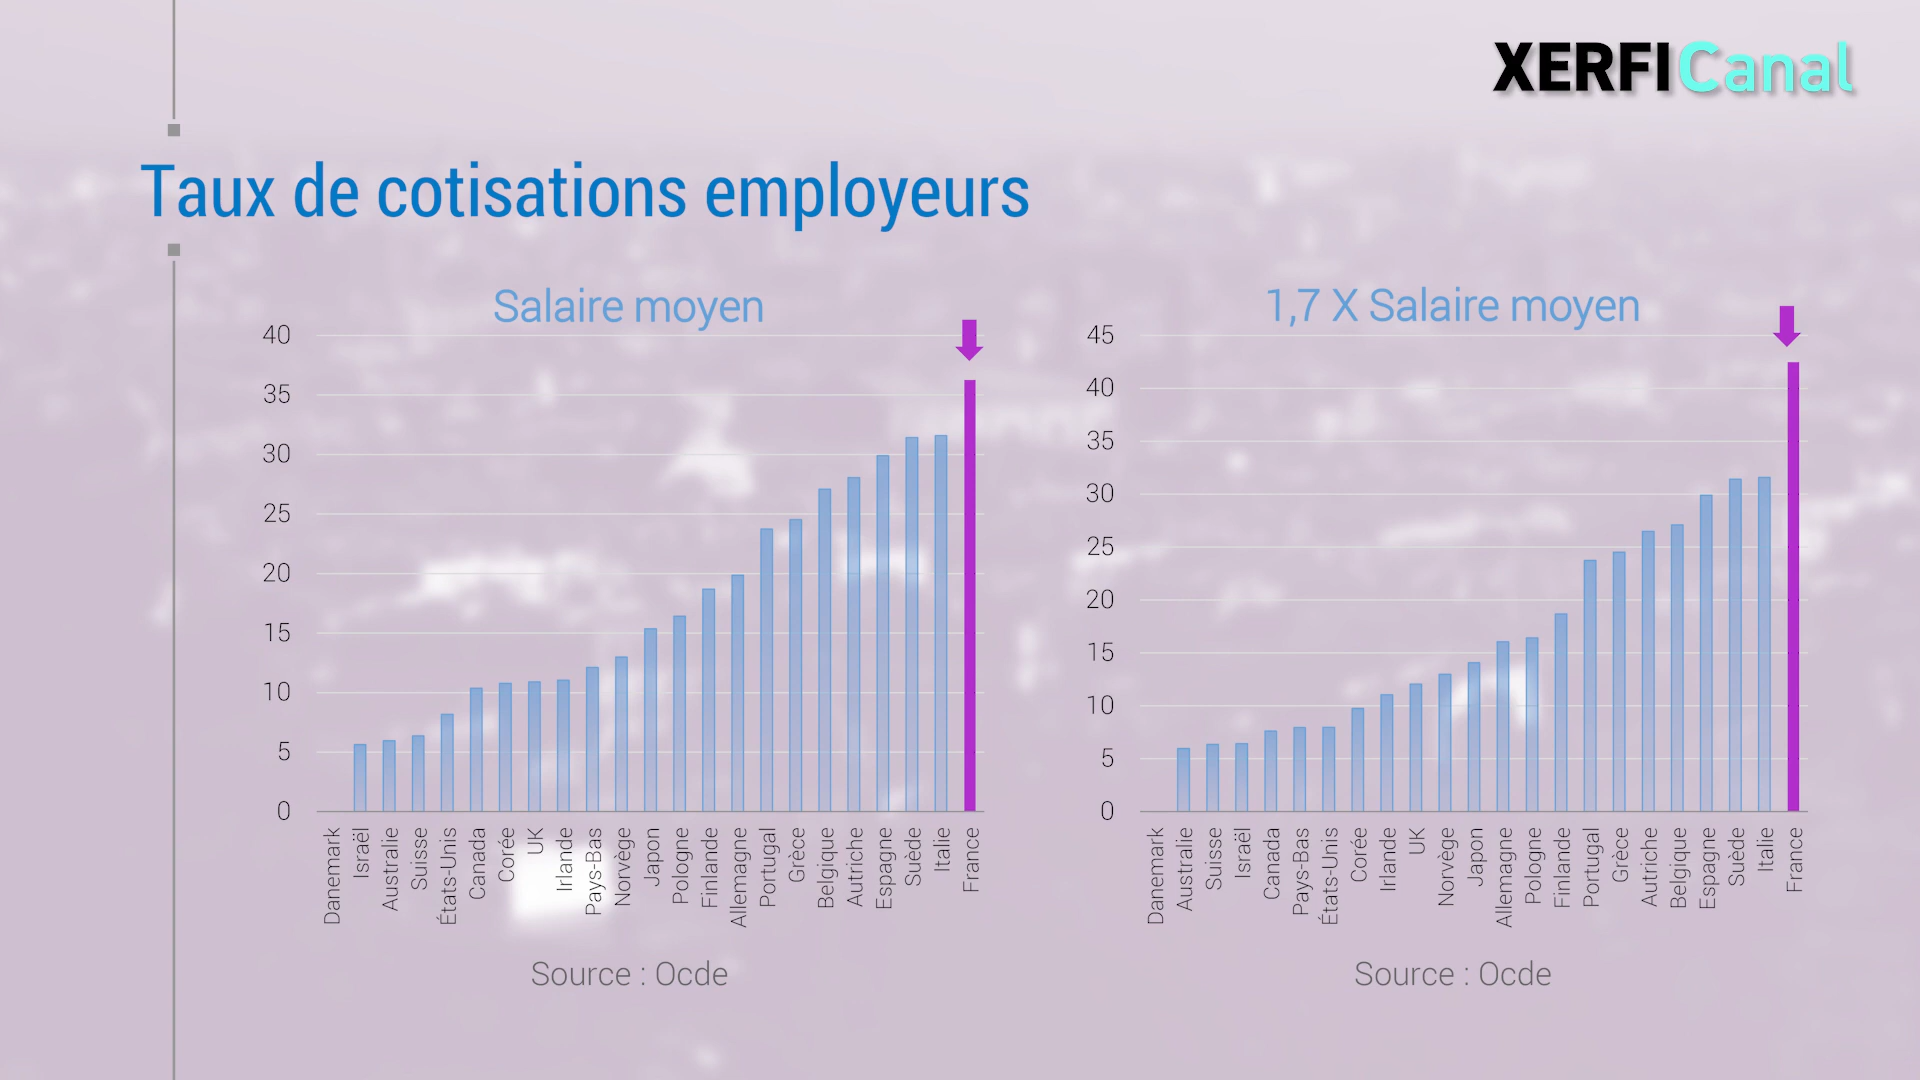 XERFI Canal
Taux de cotisations employeurs
Salaire moyen
40
35
30
25
20
15
10
5
0
Danemark
Israël
Australie
Suisse
États-Unis
Canada
Corée
UK
Irlande
Pays-Bas
Norvège
Japon
Pologne
Finlande
Allemagne
Portugal
Grèce
Belgique
Autriche
Espagne
Suède
Italie
France
Source : Ocde
1,7 X Salaire moyen
45
40
35
30
25
20
15
10
5
0
Danemark
Australie
Suisse
Israël
Canada
Pays-Bas
États-Unis
Corée
Irlande
UK
Norvège
Japon
Allemagne
Pologne
Finlande
Portugal
Grèce
Autriche
Belgique
Espagne
Suède
Italie
France
Source : Ocde